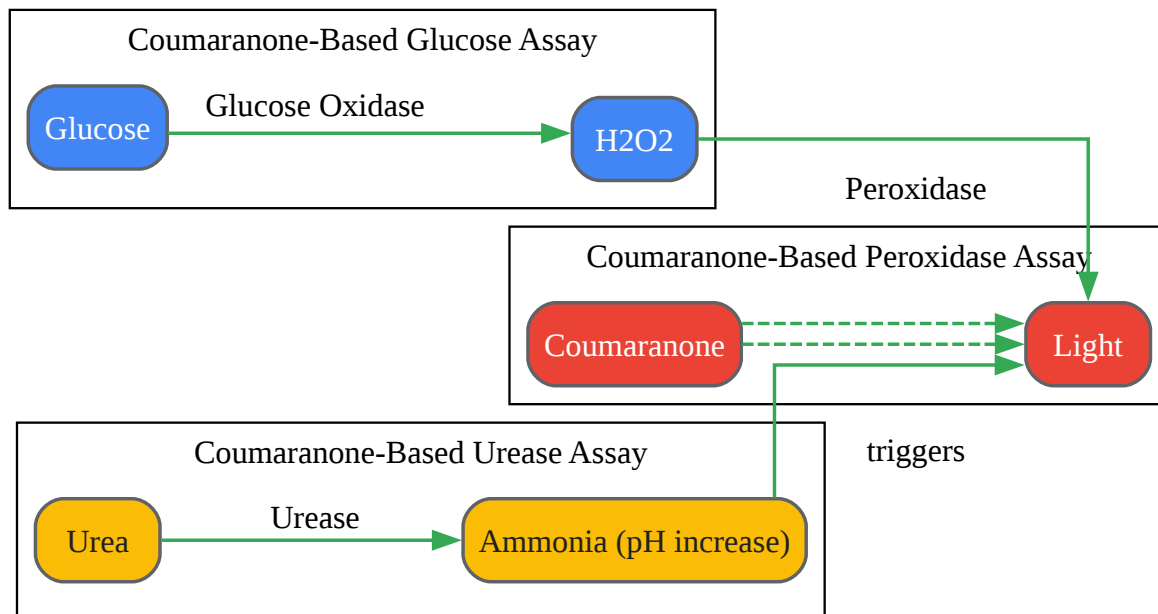 Coumaranone-Based Glucose Assay
Glucose Oxidase
Glucose
H2O2
Peroxidase
Coumaranone-Based Peroxidase Assay
Coumaranone
Light
Coumaranone-Based Urease Assay
triggers
Urease
Urea
Ammonia (pH increase)